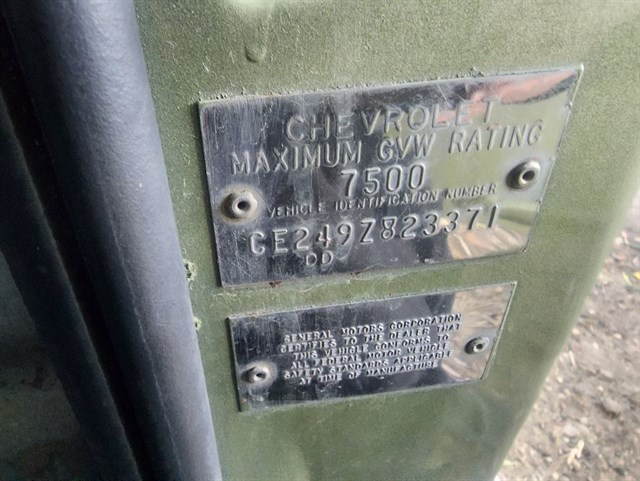 CHEVROLET
MAXIMUM GVW RATING
7500
VEHICLE IDENTIFICATION NUMBER
CE249Z823371
DD
GENERAL MOTORS CORPORATION
CERTIFIES TO THE DEALER THAT
THIS VEHICLE CONFORMS TO
ALL FEDERAL MOTOR VEHICLE
SAFETY STANDARDS APPLICABLE
AT TIME OF MANUFACTURE